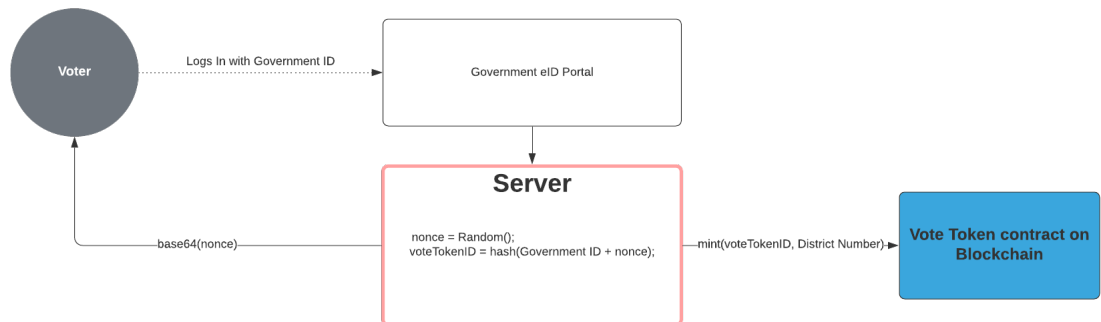 Voter
Logs In with Government ID
Government eID Portal
Server
nonce = Random();
voteTokenID = hash(Government ID + nonce);
base64(nonce)
mint(voteTokenID, District Number)
Vote Token contract on
Blockchain